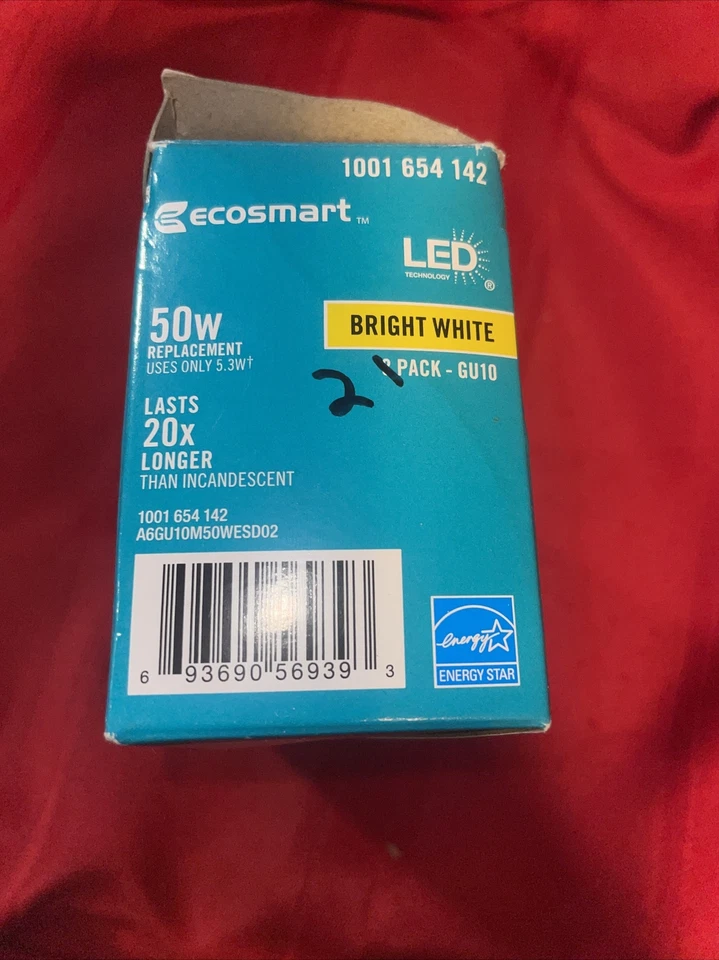 1001 654 142
ecosmart™
LED
TECHNOLOGY
®
50W
REPLACEMENT
USES ONLY 5.3W†
BRIGHT WHITE
PACK - GU10
2
LASTS
20x
LONGER
THAN INCANDESCENT
1001 654 142
A6GU10M50WESD02
6 93690 56939 3
energy
ENERGY STAR